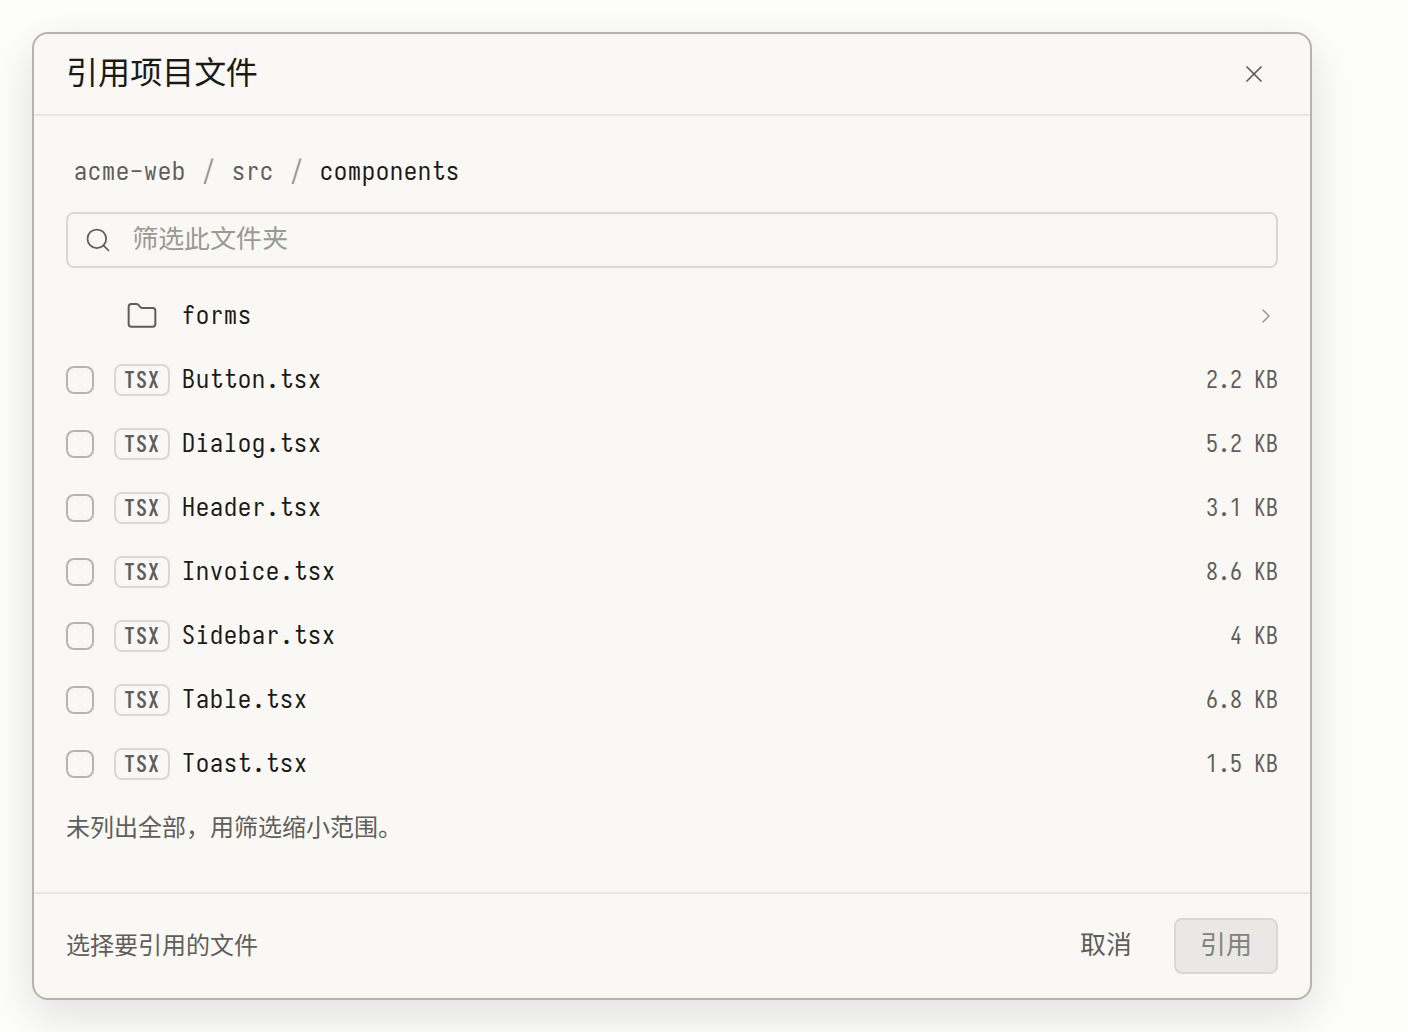 引用项目文件
acme-web / src / components
筛选此文件夹
forms
TSX Button.tsx 2.2 KB
TSX Dialog.tsx 5.2 KB
TSX Header.tsx 3.1 KB
TSX Invoice.tsx 8.6 KB
TSX Sidebar.tsx 4 KB
TSX Table.tsx 6.8 KB
TSX Toast.tsx 1.5 KB
未列出全部，用筛选缩小范围。
选择要引用的文件 取消 引用